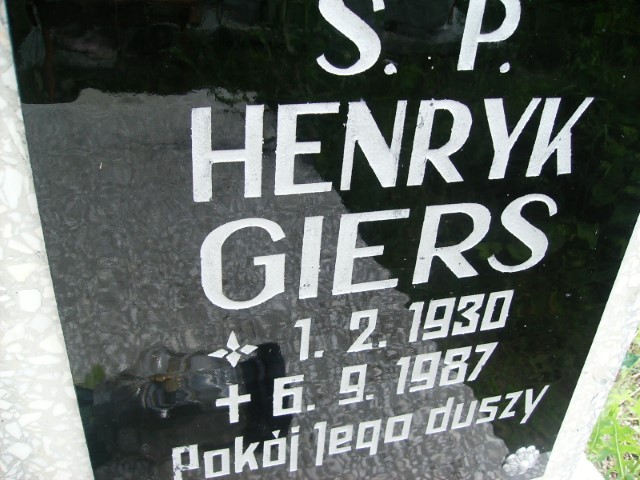 Ś. P.
HENRYK
GIERS
1. 2. 1930
6. 9. 1987
Pokój Jego duszy